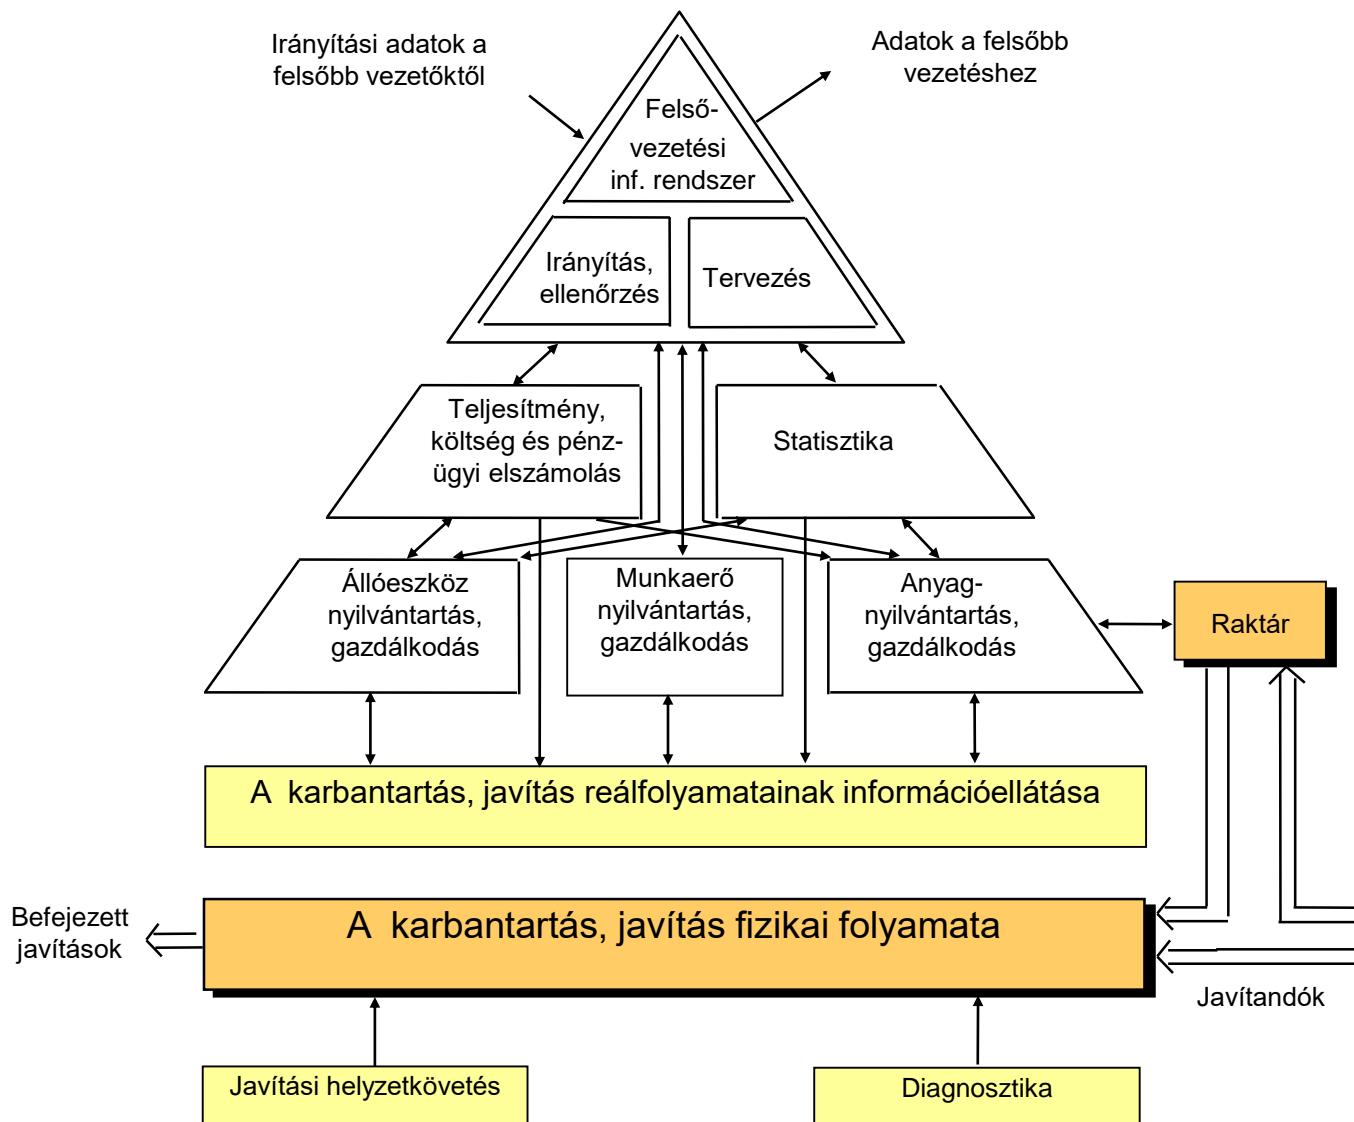 Irányítási adatok a
felsőbb vezetőktől
Adatok a felsőbb
vezetéshez
Felső-
vezetési
inf. rendszer
Irányítás,
ellenőrzés
Tervezés
Teljesítmény,
költség és pénz-
ügyi elszámolás
Statisztika
Állóeszköz
nyilvántartás,
gazdálkodás
Munkaerő
nyilvántartás,
gazdálkodás
Anyag-
nyilvántartás,
gazdálkodás
Raktár
A karbantartás, javítás reálfolyamatainak információellátása
Befejezett
javítások
A karbantartás, javítás fizikai folyamata
Javítandók
Javítási helyzetkövetés
Diagnosztika